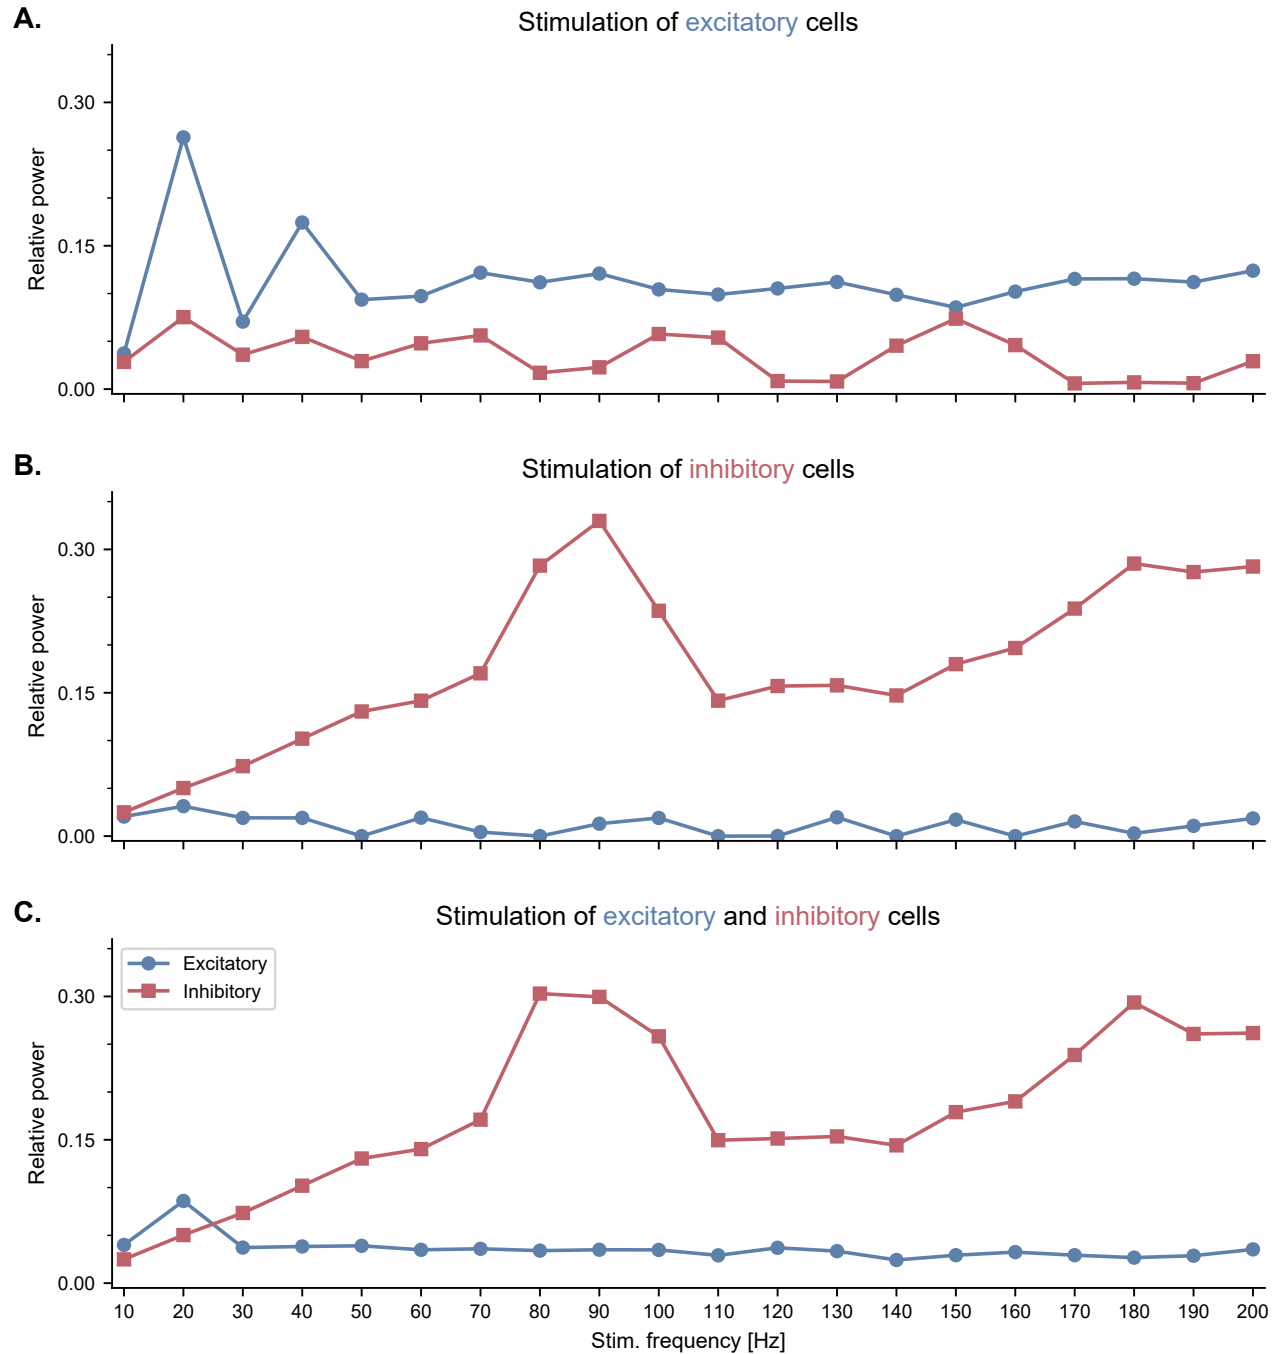 A.
Stimulation of excitatory cells
0.30
0.15
0.00
Relative power
B.
Stimulation of inhibitory cells
0.30
0.15
0.00
Relative power
C.
Stimulation of excitatory and inhibitory cells
Excitatory
Inhibitory
0.30
0.15
0.00
Relative power
10 20 30 40 50 60 70 80 90 100 110 120 130 140 150 160 170 180 190 200
Stim. frequency [Hz]